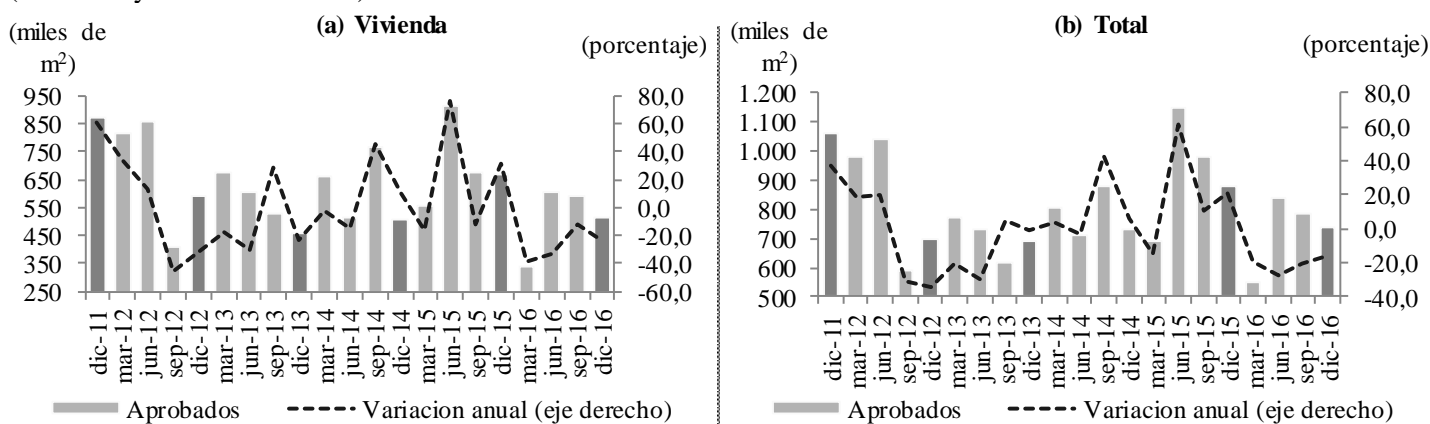 (a) Vivienda
(miles de
m²)
(porcentaje)
950
850
750
650
550
450
350
250
80,0
60,0
40,0
20,0
0,0
-20,0
-40,0
-60,0
dic-11
mar-12
jun-12
sep-12
dic-12
mar-13
jun-13
sep-13
dic-13
mar-14
jun-14
sep-14
dic-14
mar-15
jun-15
sep-15
dic-15
mar-16
jun-16
sep-16
dic-16
Aprobados
Variacion anual (eje derecho)
(b) Total
(miles de
m²)
(porcentaje)
1.200
1.100
1.000
900
800
700
600
500
80,0
60,0
40,0
20,0
0,0
-20,0
-40,0
dic-11
mar-12
jun-12
sep-12
dic-12
mar-13
jun-13
sep-13
dic-13
mar-14
jun-14
sep-14
dic-14
mar-15
jun-15
sep-15
dic-15
mar-16
jun-16
sep-16
dic-16
Aprobados
Variacion anual (eje derecho)